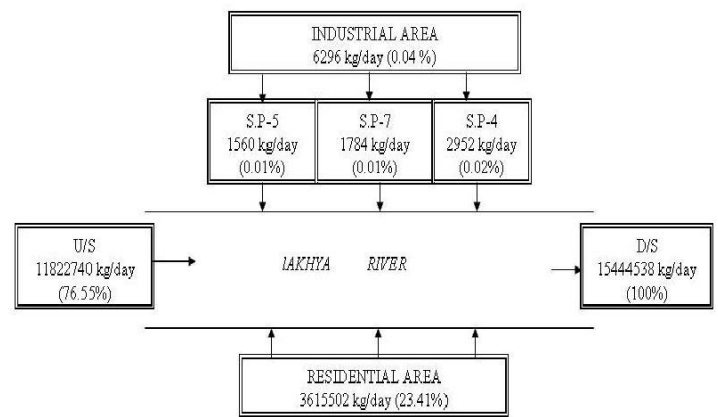 INDUSTRIAL AREA
6296 kg/day (0.04 %)
S.P-5
1560 kg/day
(0.01%)
S.P-7
1784 kg/day
(0.01%)
S.P-4
2952 kg/day
(0.02%)
U/S
11822740 kg/day
(76.55%)
lAKHYA RIVER
D/S
15444538 kg/day
(100%)
RESIDENTIAL AREA
3615502 kg/day (23.41%)